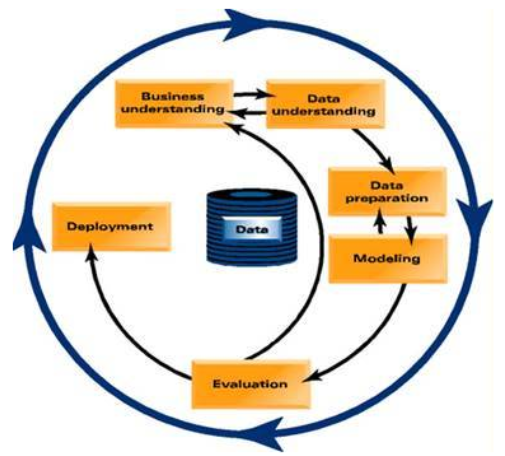 Business
understanding
Data
understanding
Data
preparation
Modeling
Evaluation
Deployment
Data